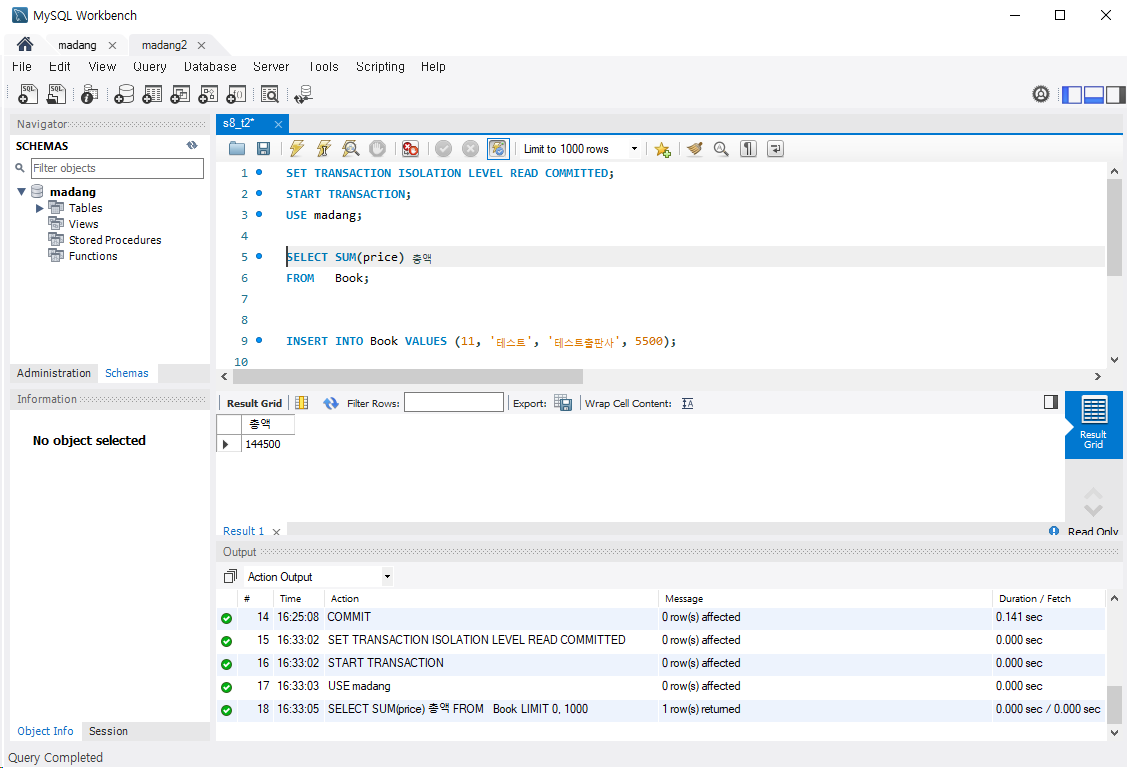 MySQL Workbench
madang madang2
File Edit View Query Database Server Tools Scripting Help
Navigator
SCHEMAS
Filter objects
madang
Tables
Views
Stored Procedures
Functions
Administration Schemas
Information
No object selected
Object Info Session
s8_t2*
Limit to 1000 rows
1 SET TRANSACTION ISOLATION LEVEL READ COMMITTED;
2 START TRANSACTION;
3 USE madang;
4
5 SELECT SUM(price) 총액
6 FROM Book;
7
8
9 INSERT INTO Book VALUES (11, '테스트', '테스트출판사', 5500);
10
Result Grid Filter Rows: Export: Wrap Cell Content:
총액
144500
Result Grid
Result 1 Read Only
Output
Action Output
# Time Action Message Duration / Fetch
14 16:25:08 COMMIT 0 row(s) affected 0.141 sec
15 16:33:02 SET TRANSACTION ISOLATION LEVEL READ COMMITTED 0 row(s) affected 0.000 sec
16 16:33:02 START TRANSACTION 0 row(s) affected 0.000 sec
17 16:33:03 USE madang 0 row(s) affected 0.000 sec
18 16:33:05 SELECT SUM(price) 총액 FROM Book LIMIT 0, 1000 1 row(s) returned 0.000 sec / 0.000 sec
Query Completed